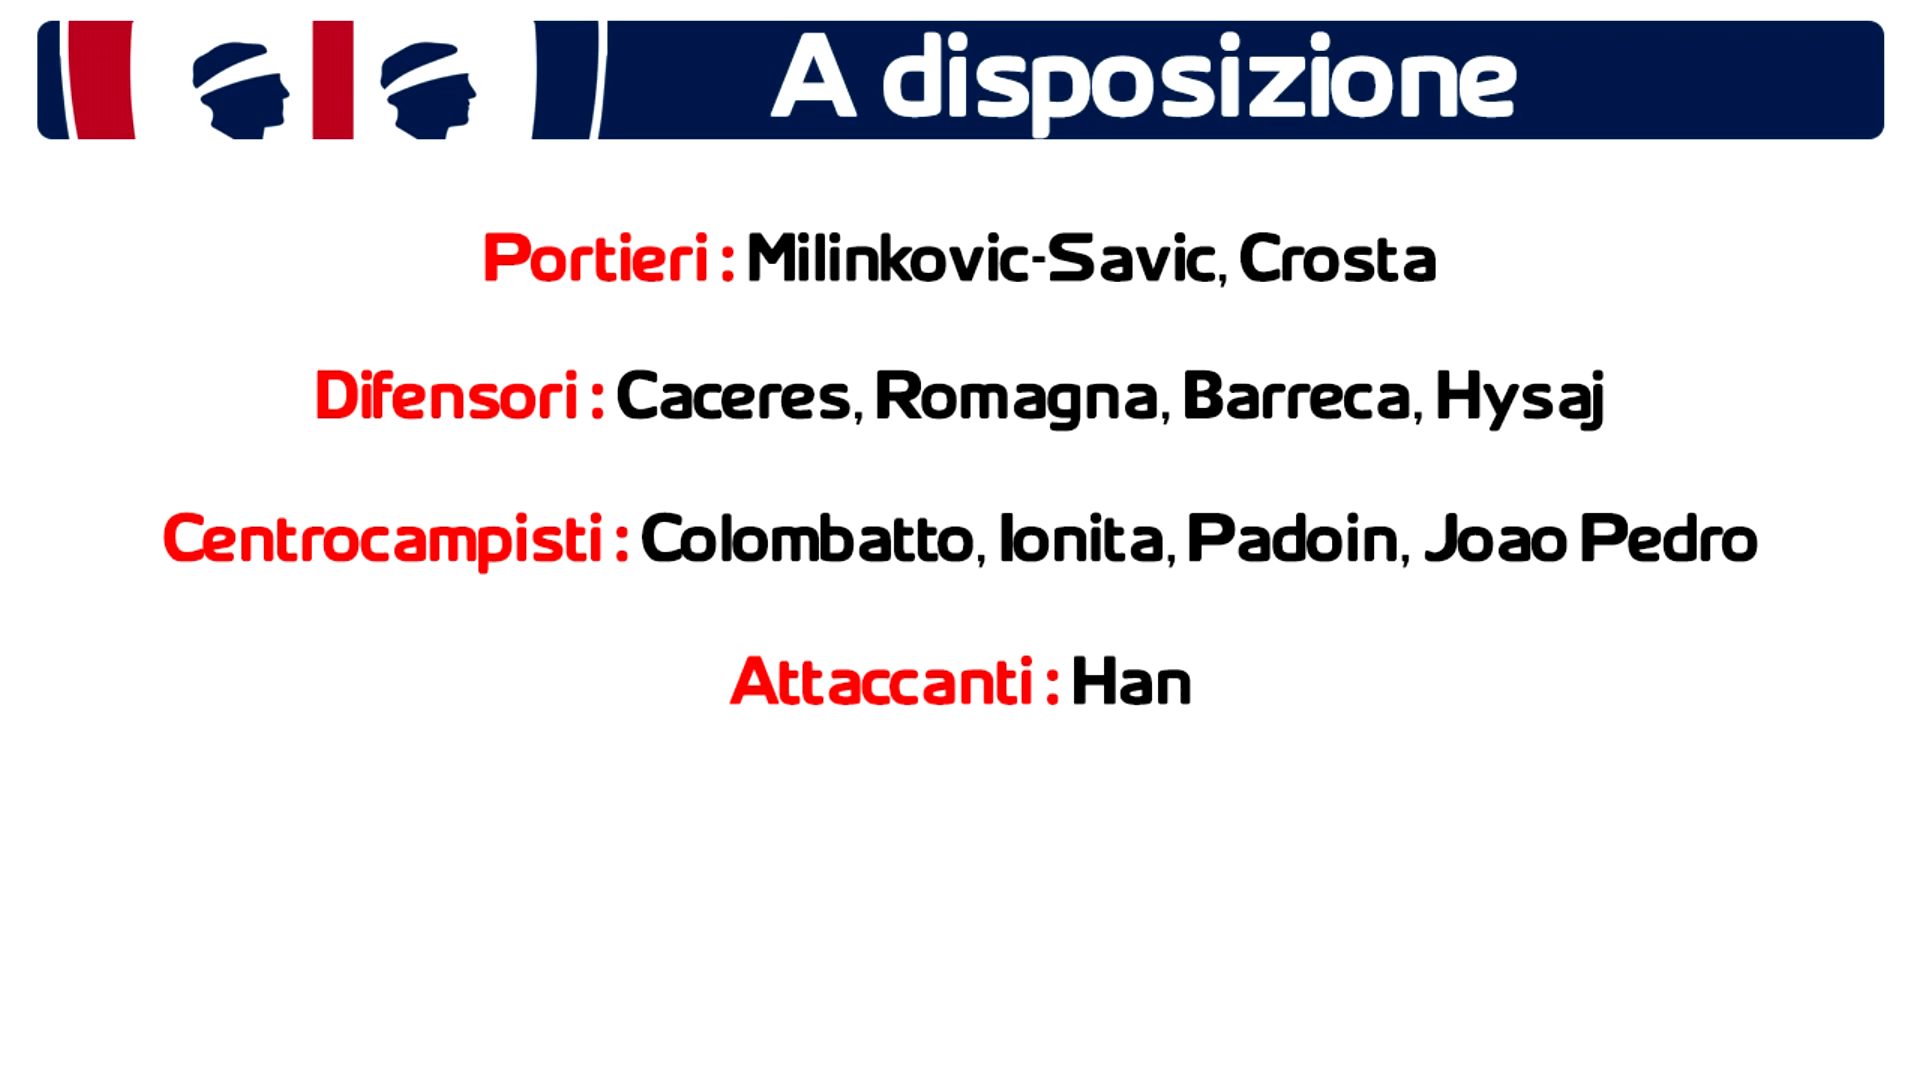 A disposizione
Portieri : Milinkovic-Savic, Crosta
Difensori : Caceres, Romagna, Barreca, Hysaj
Centrocampisti : Colombatto, Ionita, Padoin, Joao Pedro
Attaccanti : Han